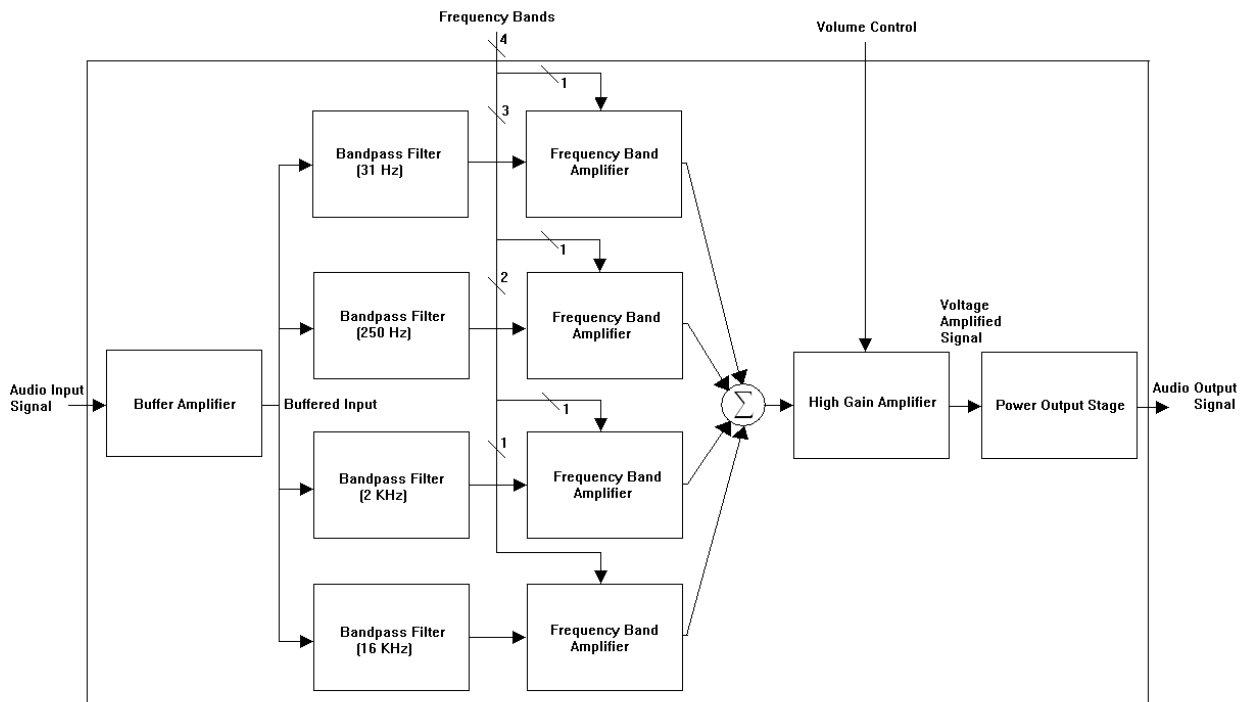 Frequency Bands
4
Volume Control
1
3
Bandpass Filter
(31 Hz)
Frequency Band
Amplifier
1
2
Bandpass Filter
(250 Hz)
Frequency Band
Amplifier
Voltage
Amplified
Signal
Audio Input
Signal
Buffer Amplifier
Buffered Input
Σ
High Gain Amplifier
Power Output Stage
Audio Output
Signal
1
1
Bandpass Filter
(2 KHz)
Frequency Band
Amplifier
Bandpass Filter
(16 KHz)
Frequency Band
Amplifier